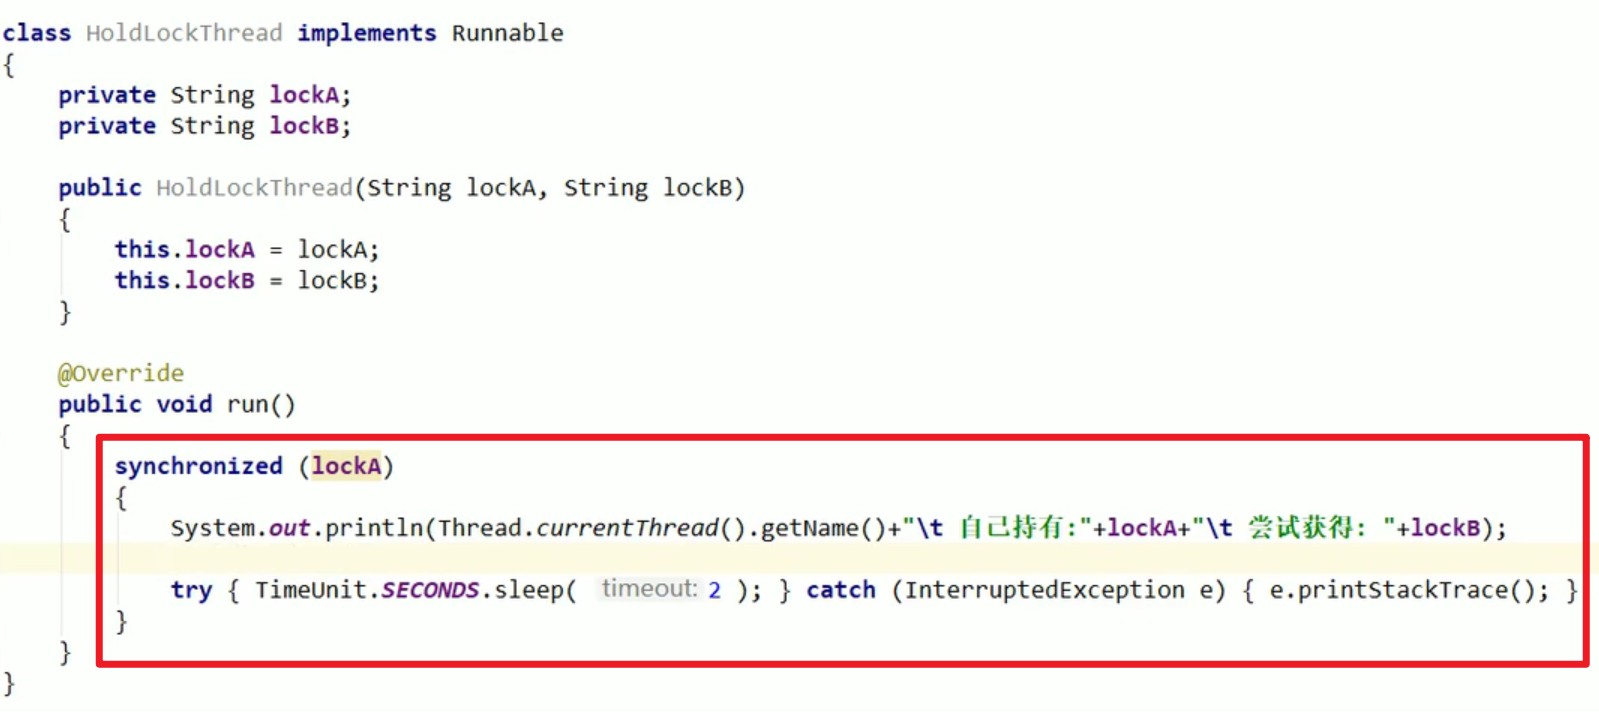 class HoldLockThread implements Runnable
{
    private String lockA;
    private String lockB;
    public HoldLockThread(String lockA, String lockB)
    {
        this.lockA = lockA;
        this.lockB = lockB;
    }
    @Override
    public void run()
    {
        synchronized (lockA)
        {
            System.out.println(Thread.currentThread().getName()+"\t 自己持有:"+lockA+"\t 尝试获得: "+lockB);
            try { TimeUnit.SECONDS.sleep( timeout: 2 ); } catch (InterruptedException e) { e.printStackTrace(); }
        }
    }
}